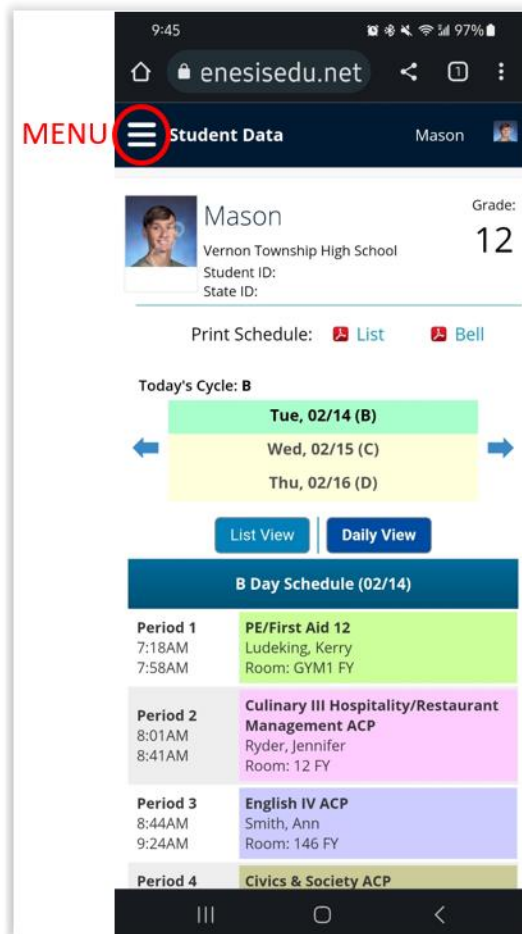 9:45 97%
enesisedu.net 1
MENU Student Data Mason
Mason
Grade:
12
Vernon Township High School
Student ID:
State ID:
Print Schedule: List Bell
Today's Cycle: B
Tue, 02/14 (B)
Wed, 02/15 (C)
Thu, 02/16 (D)
List View Daily View
B Day Schedule (02/14)
Period 1
7:18AM
7:58AM
PE/First Aid 12
Ludeking, Kerry
Room: GYM1 FY
Period 2
8:01AM
8:41AM
Culinary III Hospitality/Restaurant
Management ACP
Ryder, Jennifer
Room: 12 FY
Period 3
8:44AM
9:24AM
English IV ACP
Smith, Ann
Room: 146 FY
Period 4
Civics & Society ACP